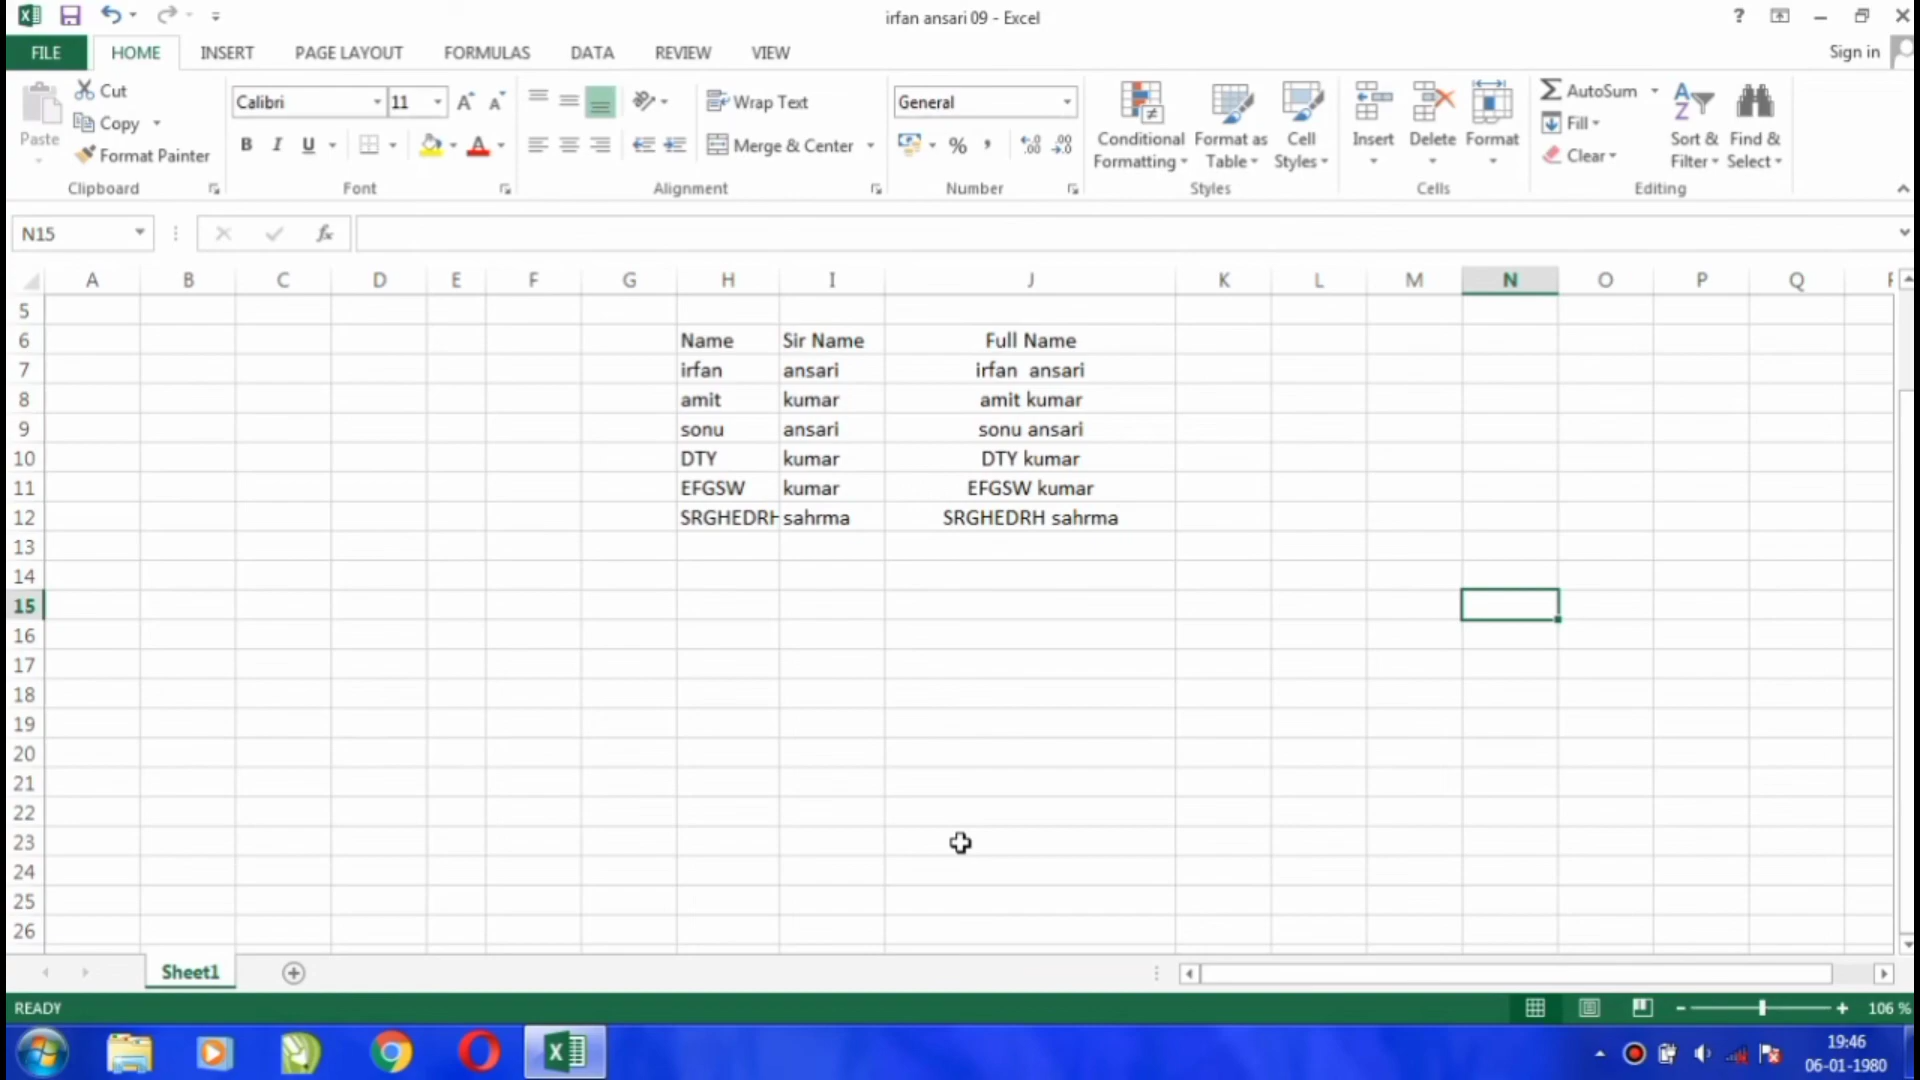 irfan ansari 09 - Excel
?
FILE HOME INSERT PAGE LAYOUT FORMULAS DATA REVIEW VIEW Sign in
Paste Cut Copy Format Painter
Clipboard
Calibri 11 A A
B I U A
Font
Wrap Text
Merge & Center
Alignment
General
% , .00
Number
Conditional Formatting Format as Table Cell Styles
Styles
Insert Delete Format
Cells
AutoSum Fill Clear Sort & Filter Find & Select
Editing
N15 fx
A B C D E F G H I J K L M N O P Q
5
6 Name Sir Name Full Name
7 irfan ansari irfan  ansari
8 amit kumar amit kumar
9 sonu ansari sonu ansari
10 DTY kumar DTY kumar
11 EFGSW kumar EFGSW kumar
12 SRGHEDRH sahrma SRGHEDRH sahrma
13
14
15
16
17
18
19
20
21
22
23
24
25
26
Sheet1
READY 106 %
19:46
06-01-1980